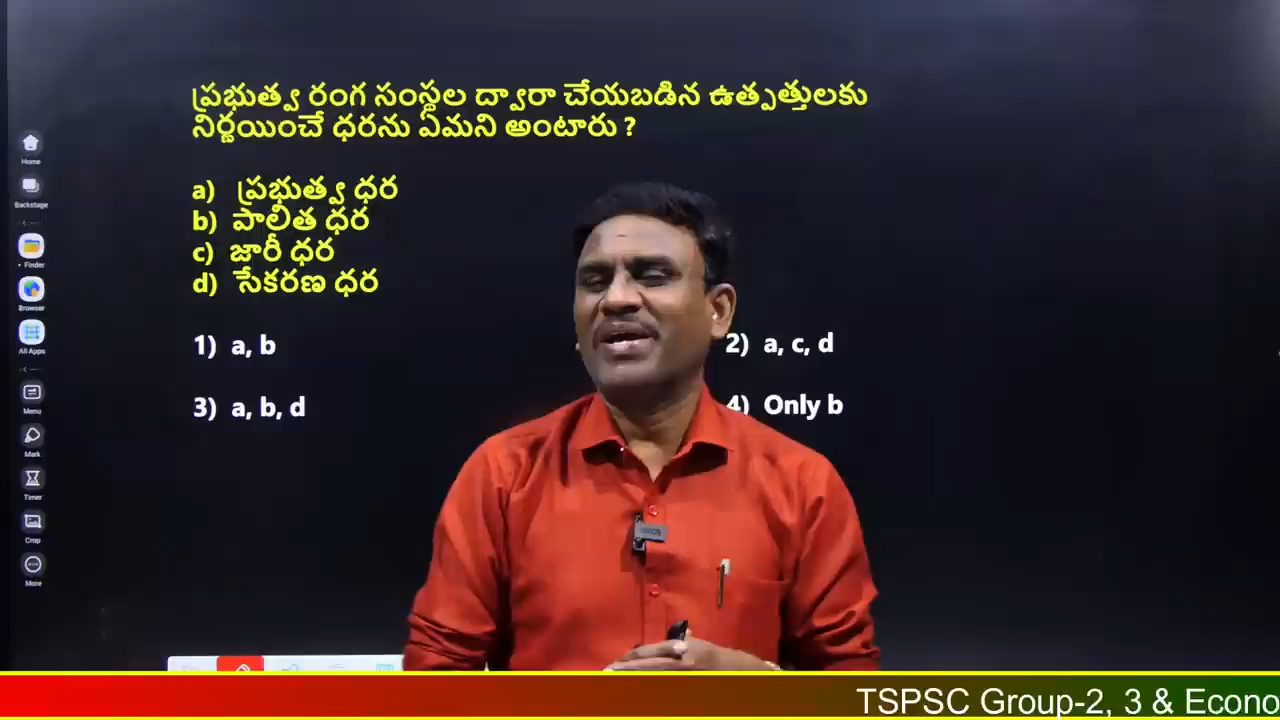 ప్రభుత్వ రంగ సంస్థల ద్వారా చేయబడిన ఉత్పత్తులకు
నిర్ణయించే ధరను ఏమని అంటారు ?
a) ప్రభుత్వ ధర
b) పాలిత ధర
c) జారీ ధర
d) సేకరణ ధర
1) a, b
2) a, c, d
3) a, b, d
4) Only b
Home
Backstage
Finder
Browser
All Apps
Menu
Mark
Timer
Crop
More
TSPSC Group-2, 3 & Econo